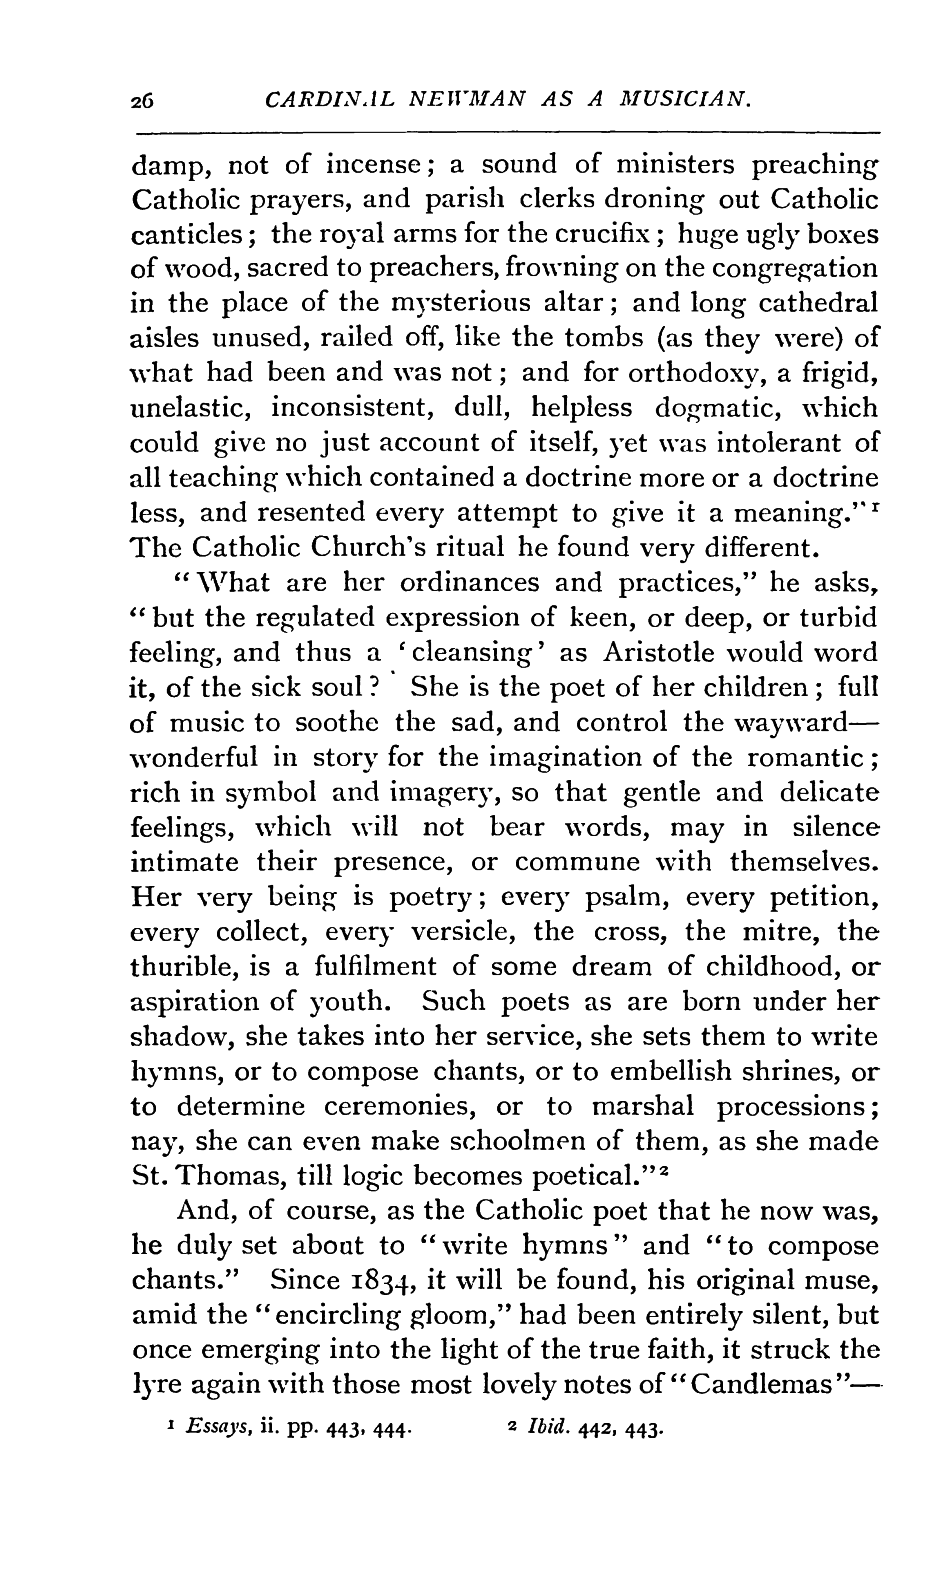 26 CARDINAL NEWMAN AS A MUSICIAN.
damp, not of incense; a sound of ministers preaching
Catholic prayers, and parish clerks droning out Catholic
canticles; the royal arms for the crucifix; huge ugly boxes
of wood, sacred to preachers, frowning on the congregation
in the place of the mysterious altar; and long cathedral
aisles unused, railed off, like the tombs (as they were) of
what had been and was not; and for orthodoxy, a frigid,
unelastic, inconsistent, dull, helpless dogmatic, which
could give no just account of itself, yet was intolerant of
all teaching which contained a doctrine more or a doctrine
less, and resented every attempt to give it a meaning."¹
The Catholic Church's ritual he found very different.
"What are her ordinances and practices," he asks,
"but the regulated expression of keen, or deep, or turbid
feeling, and thus a 'cleansing' as Aristotle would word
it, of the sick soul? She is the poet of her children; full
of music to soothe the sad, and control the wayward—
wonderful in story for the imagination of the romantic;
rich in symbol and imagery, so that gentle and delicate
feelings, which will not bear words, may in silence
intimate their presence, or commune with themselves.
Her very being is poetry; every psalm, every petition,
every collect, every versicle, the cross, the mitre, the
thurible, is a fulfilment of some dream of childhood, or
aspiration of youth. Such poets as are born under her
shadow, she takes into her service, she sets them to write
hymns, or to compose chants, or to embellish shrines, or
to determine ceremonies, or to marshal processions;
nay, she can even make schoolmen of them, as she made
St. Thomas, till logic becomes poetical."²
And, of course, as the Catholic poet that he now was,
he duly set about to "write hymns" and "to compose
chants." Since 1834, it will be found, his original muse,
amid the "encircling gloom," had been entirely silent, but
once emerging into the light of the true faith, it struck the
lyre again with those most lovely notes of "Candlemas"—
¹ Essays, ii. pp. 443, 444. ² Ibid. 442, 443.